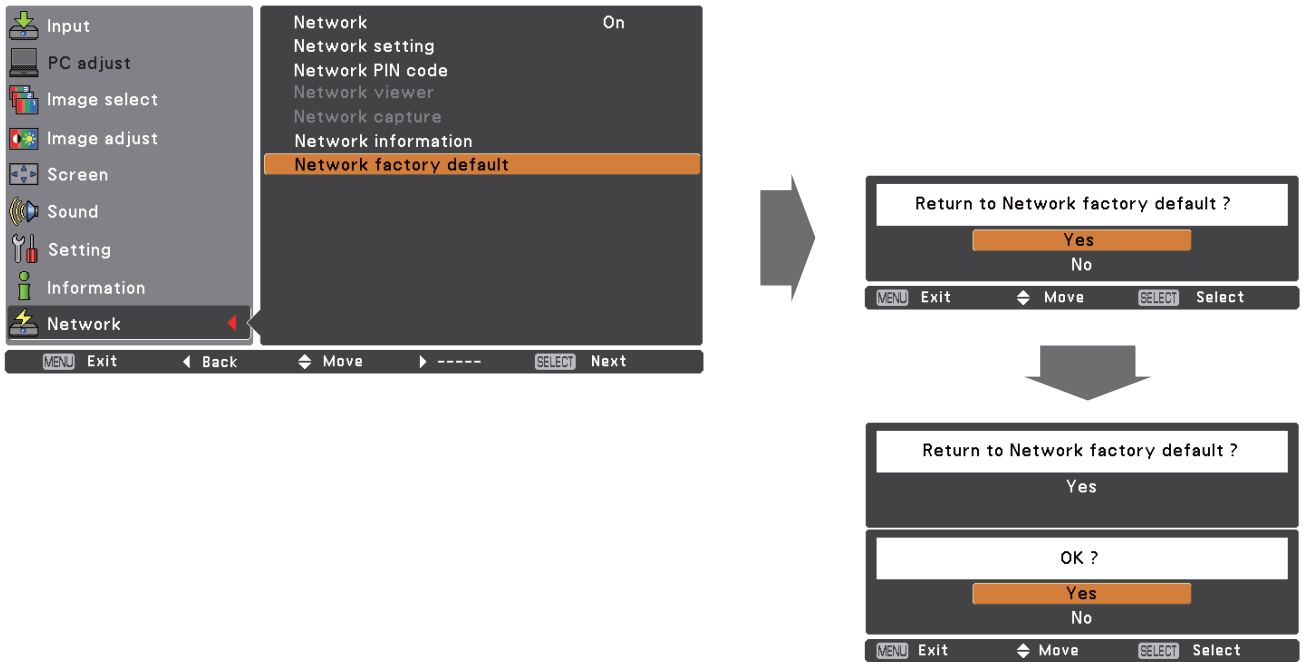 Input
PC adjust
Image select
Image adjust
Screen
Sound
Setting
Information
Network
Network On
Network setting
Network PIN code
Network viewer
Network capture
Network information
Network factory default
MENU Exit Back Move ----- SELECT Next
Return to Network factory default ?
Yes
No
MENU Exit Move SELECT Select
Return to Network factory default ?
Yes
OK ?
Yes
No
MENU Exit Move SELECT Select